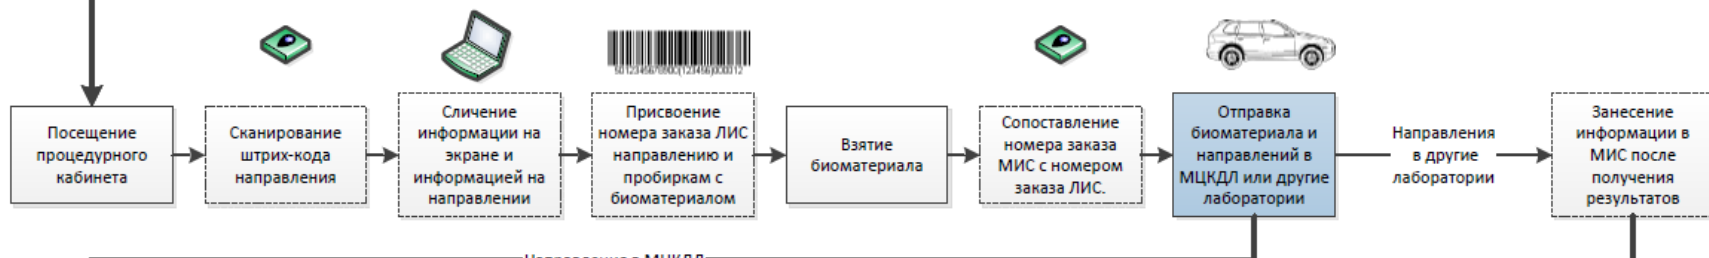 Посещение
процедурного
кабинета
Сканирование
штрих-кода
направления
Сличение
информации на
экране и
информацией на
направлении
Присвоение
номера заказа ЛИС
направлению и
пробиркам с
биоматериалом
Взятие
биоматериала
Сопоставление
номера заказа
МИС с номером
заказа ЛИС.
Отправка
биоматериала и
направлений в
МЦКДЛ или другие
лаборатории
Направления
в другие
лаборатории
Занесение
информации в
МИС после
получения
результатов